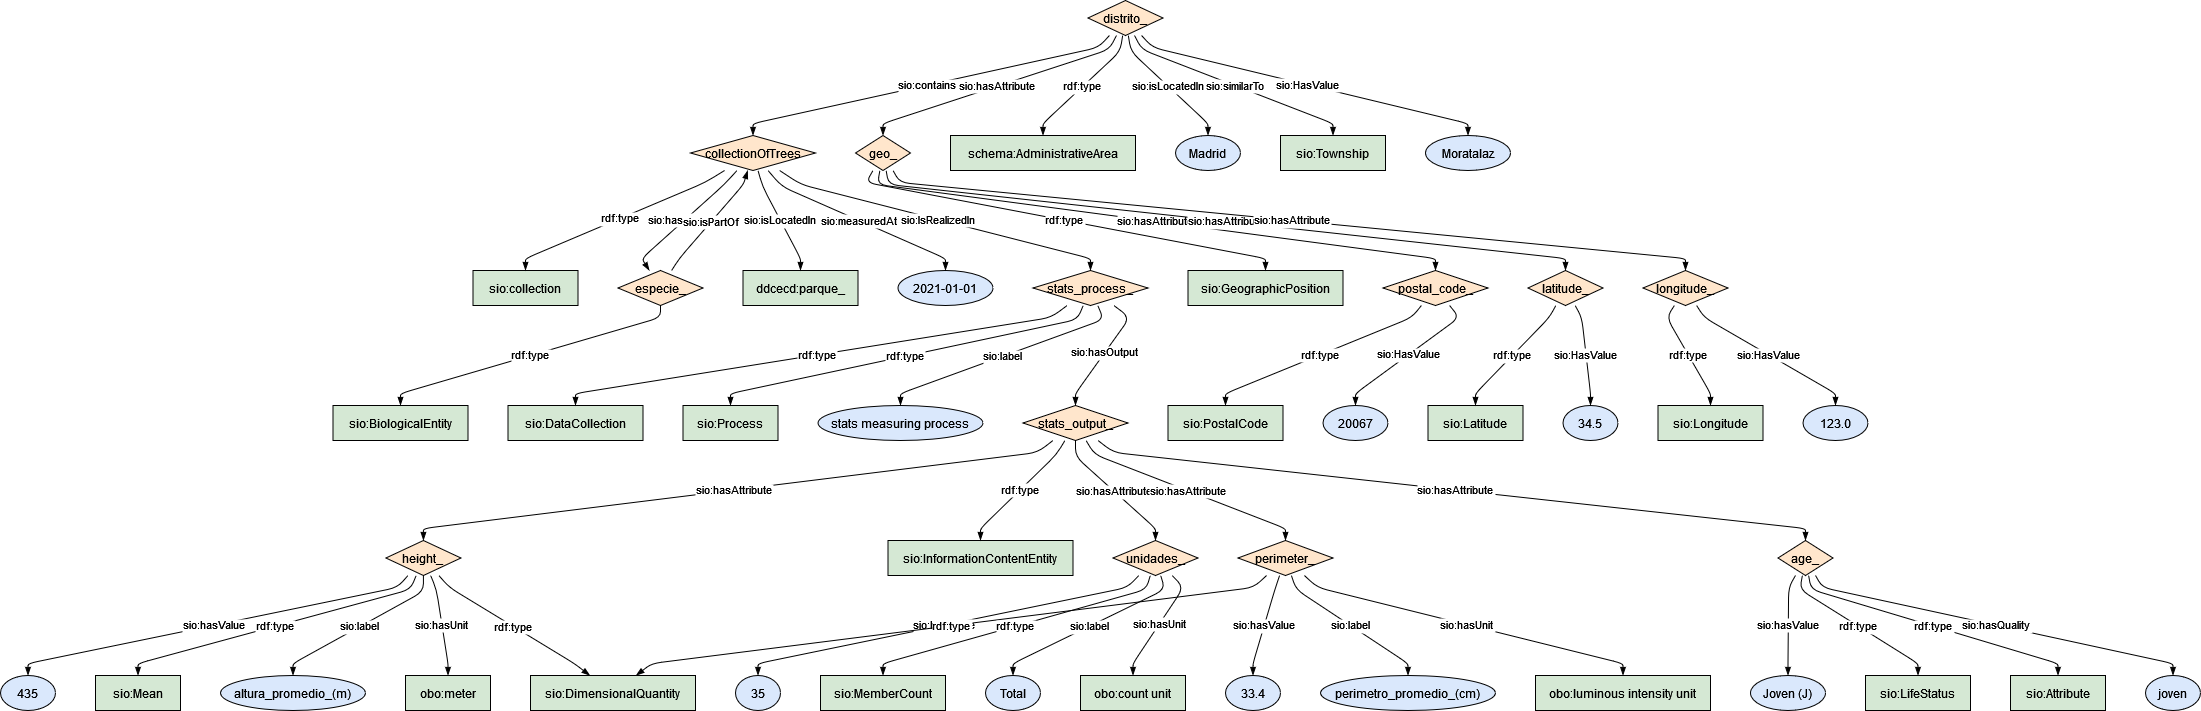 distrito_
sio:contains
sio:hasAttribute
rdf:type
sio:isLocatedIn
sio:similarTo
sio:HasValue
collectionOfTrees
geo_
schema:AdministrativeArea
Madrid
sio:Township
Moratalaz
rdf:type
sio:has
sio:isPartOf
sio:isLocatedIn
sio:measuredAt
sio:IsRealizedIn
rdf:type
sio:hasAttribut
sio:hasAttribu
sio:hasAttribute
sio:collection
especie_
ddcecd:parque_
2021-01-01
stats_process_
sio:GeographicPosition
postal_code_
latitude_
longitude_
rdf:type
rdf:type
rdf:type
sio:label
sio:hasOutput
rdf:type
sio:HasValue
rdf:type
sio:HasValue
rdf:type
sio:HasValue
sio:BiologicalEntity
sio:DataCollection
sio:Process
stats measuring process
stats_output_
sio:PostalCode
20067
sio:Latitude
34.5
sio:Longitude
123.0
sio:hasAttribute
rdf:type
sio:hasAttribute
sio:hasAttribute
sio:hasAttribute
height_
sio:InformationContentEntity
unidades_
perimeter_
age_
sio:hasValue
rdf:type
sio:label
sio:hasUnit
rdf:type
rdf:type
rdf:type
sio:label
sio:hasUnit
sio:hasValue
sio:label
sio:hasUnit
sio:hasValue
rdf:type
rdf:type
sio:hasQuality
435
sio:Mean
altura_promedio_(m)
obo:meter
sio:DimensionalQuantity
35
sio:MemberCount
Total
obo:count unit
33.4
perimetro_promedio_(cm)
obo:luminous intensity unit
Joven (J)
sio:LifeStatus
sio:Attribute
joven